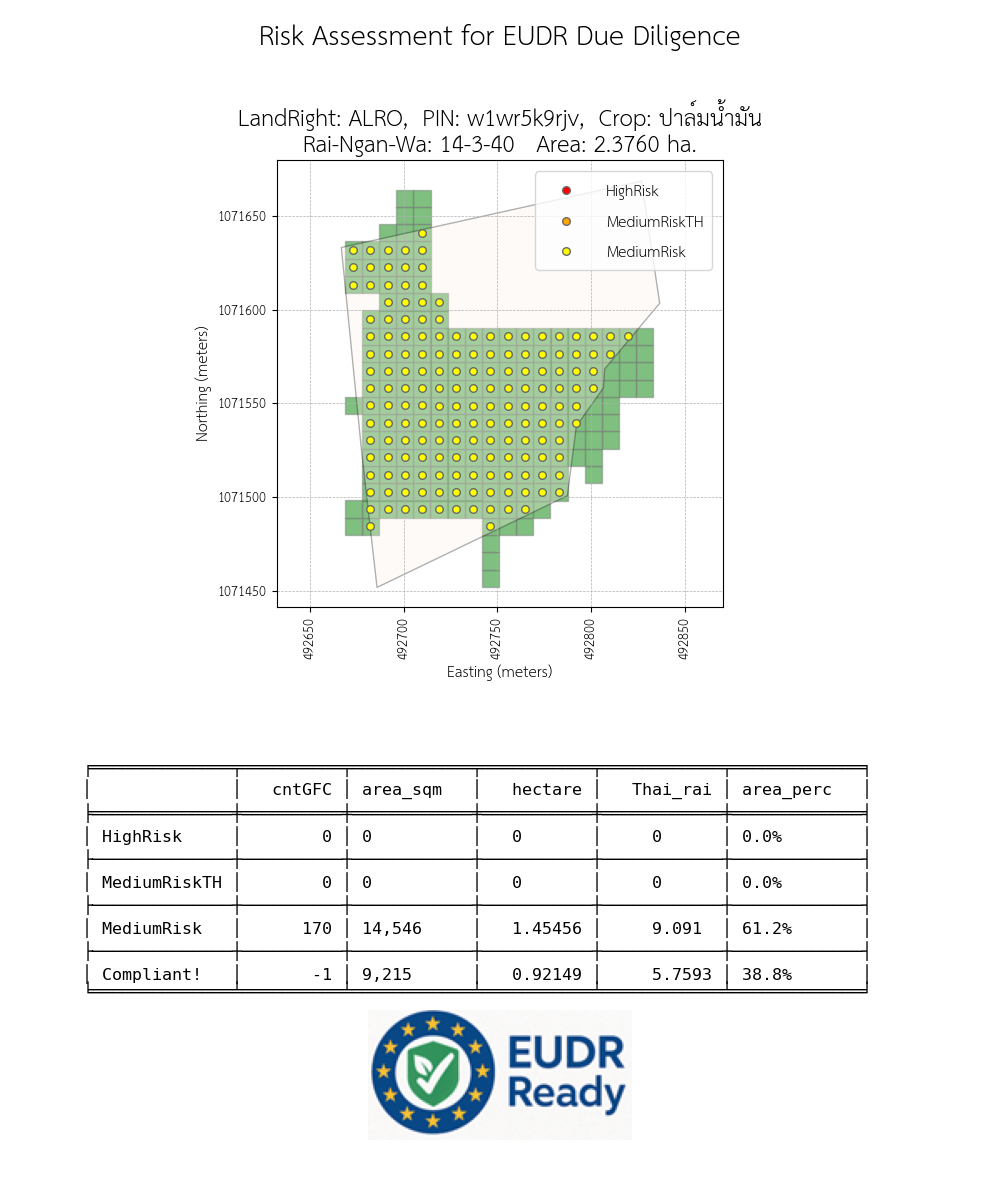 Risk Assessment for EUDR Due Diligence
LandRight: ALRO, PIN: w1wr5k9rjv, Crop: ปาล์มน้ำมัน
Rai-Ngan-Wa: 14-3-40 Area: 2.3760 ha.
HighRisk
MediumRiskTH
MediumRisk
1071650
1071600
1071550
1071500
1071450
Northing (meters)
492650 492700 492750 492800 492850
Easting (meters)
cntGFC area_sqm hectare Thai_rai area_perc
HighRisk 0 0 0 0 0.0%
MediumRiskTH 0 0 0 0 0.0%
MediumRisk 170 14,546 1.45456 9.091 61.2%
Compliant! -1 9,215 0.92149 5.7593 38.8%
EUDR
Ready